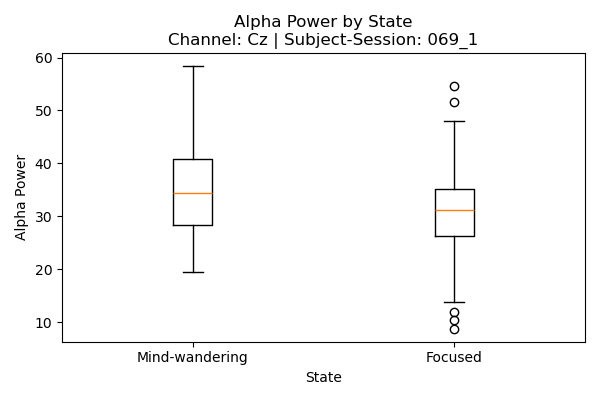 Alpha Power by State
Channel: Cz | Subject-Session: 069_1
Alpha Power
60
50
40
30
20
10
Mind-wandering
Focused
State